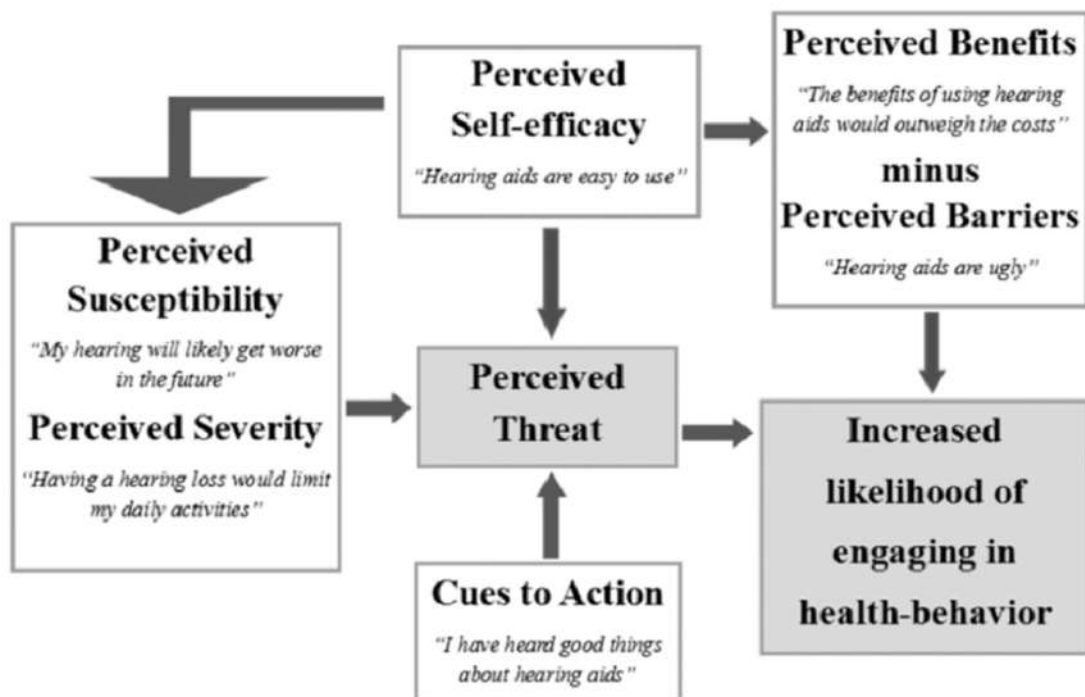 Perceived
Self-efficacy
“Hearing aids are easy to use”
Perceived Benefits
“The benefits of using hearing
aids would outweigh the costs”
minus
Perceived Barriers
“Hearing aids are ugly”
Perceived
Susceptibility
“My hearing will likely get worse
in the future”
Perceived Severity
“Having a hearing loss would limit
my daily activities”
Perceived
Threat
Increased
likelihood of
engaging in
health-behavior
Cues to Action
“I have heard good things
about hearing aids”